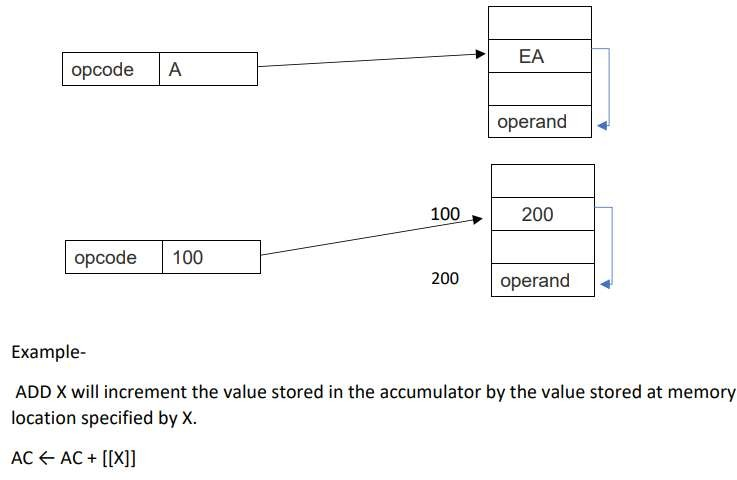 opcode A
EA
operand
100 200
opcode 100
200 operand
Example-
ADD X will increment the value stored in the accumulator by the value stored at memory
location specified by X.
AC ← AC + [[X]]